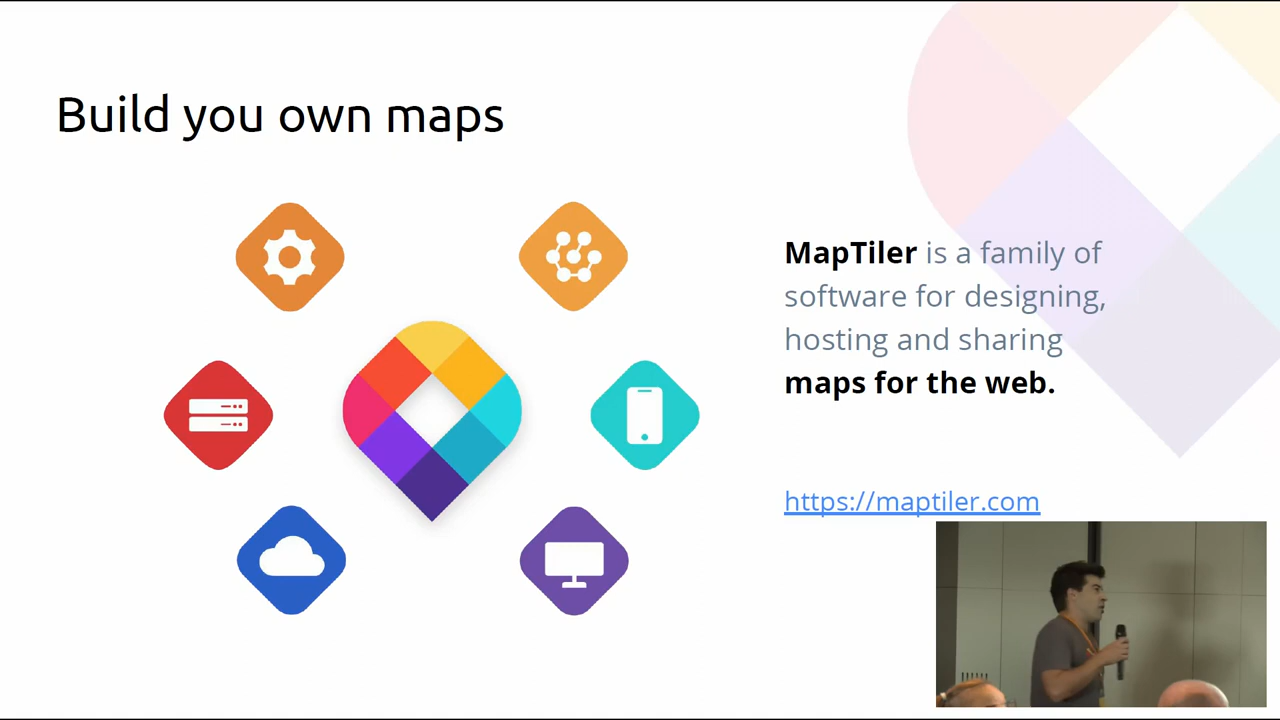 Build you own maps
MapTiler is a family of
software for designing,
hosting and sharing
maps for the web.
https://maptiler.com